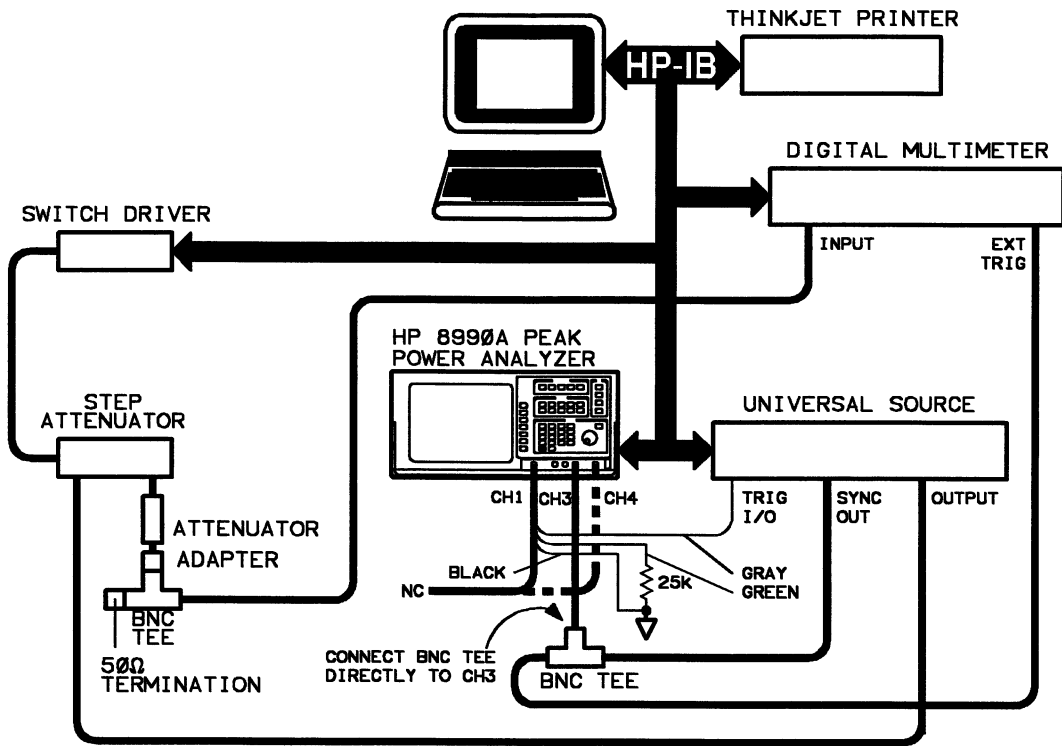 THINKJET PRINTER
HP-IB
DIGITAL MULTIMETER
SWITCH DRIVER
INPUT
EXT
TRIG
HP 8990A PEAK
POWER ANALYZER
STEP
ATTENUATOR
UNIVERSAL SOURCE
CH1
CH3
CH4
TRIG
I/O
SYNC
OUT
OUTPUT
ATTENUATOR
ADAPTER
BLACK
GRAY
GREEN
25K
NC
BNC
TEE
50Ω
TERMINATION
CONNECT BNC TEE
DIRECTLY TO CH3
BNC TEE